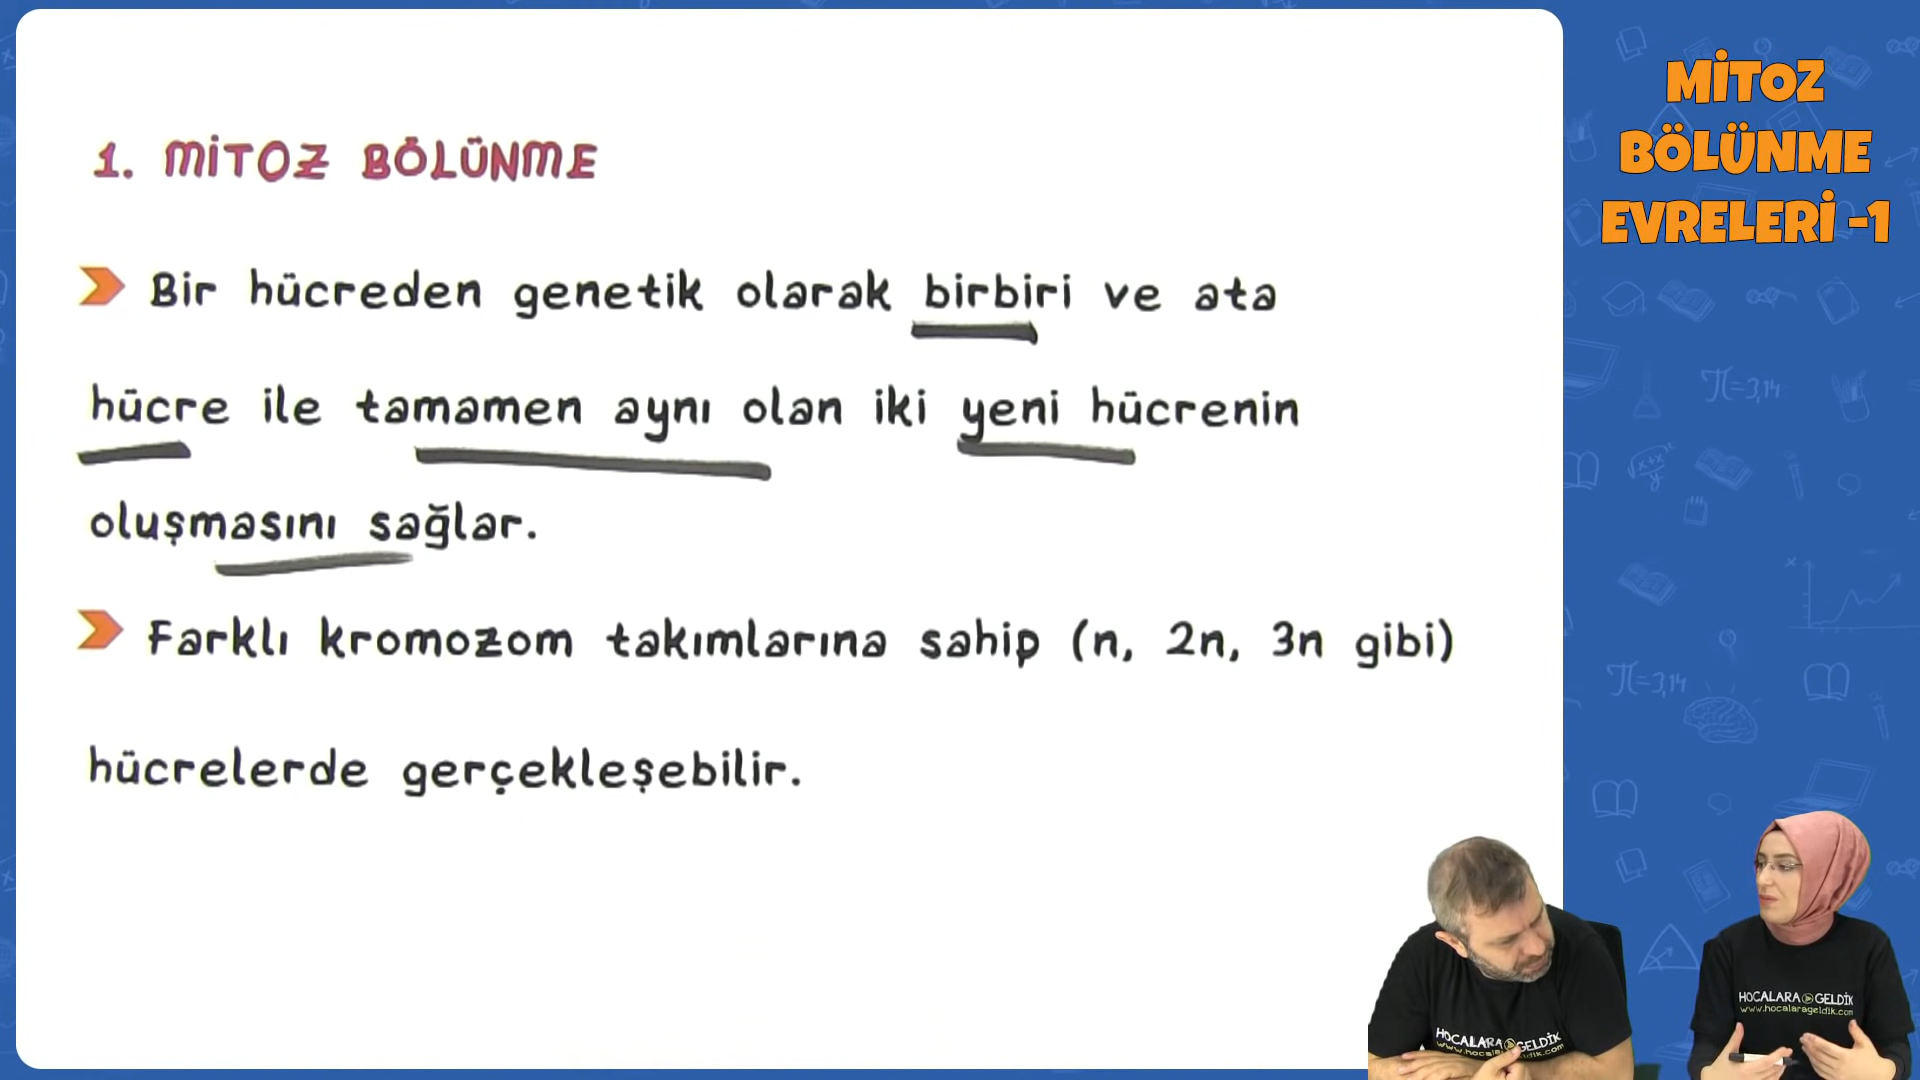 1. MİTOZ BÖLÜNME
Bir hücreden genetik olarak birbiri ve ata
hücre ile tamamen aynı olan iki yeni hücrenin
oluşmasını sağlar.
Farklı kromozom takımlarına sahip (n, 2n, 3n gibi)
hücrelerde gerçekleşebilir.
MİTOZ
BÖLÜNME
EVRELERİ -1
π=3,14
π=3,14
HOCALARA GELDİK
HOCALARA GELDİK
www.hocalarageldik.com